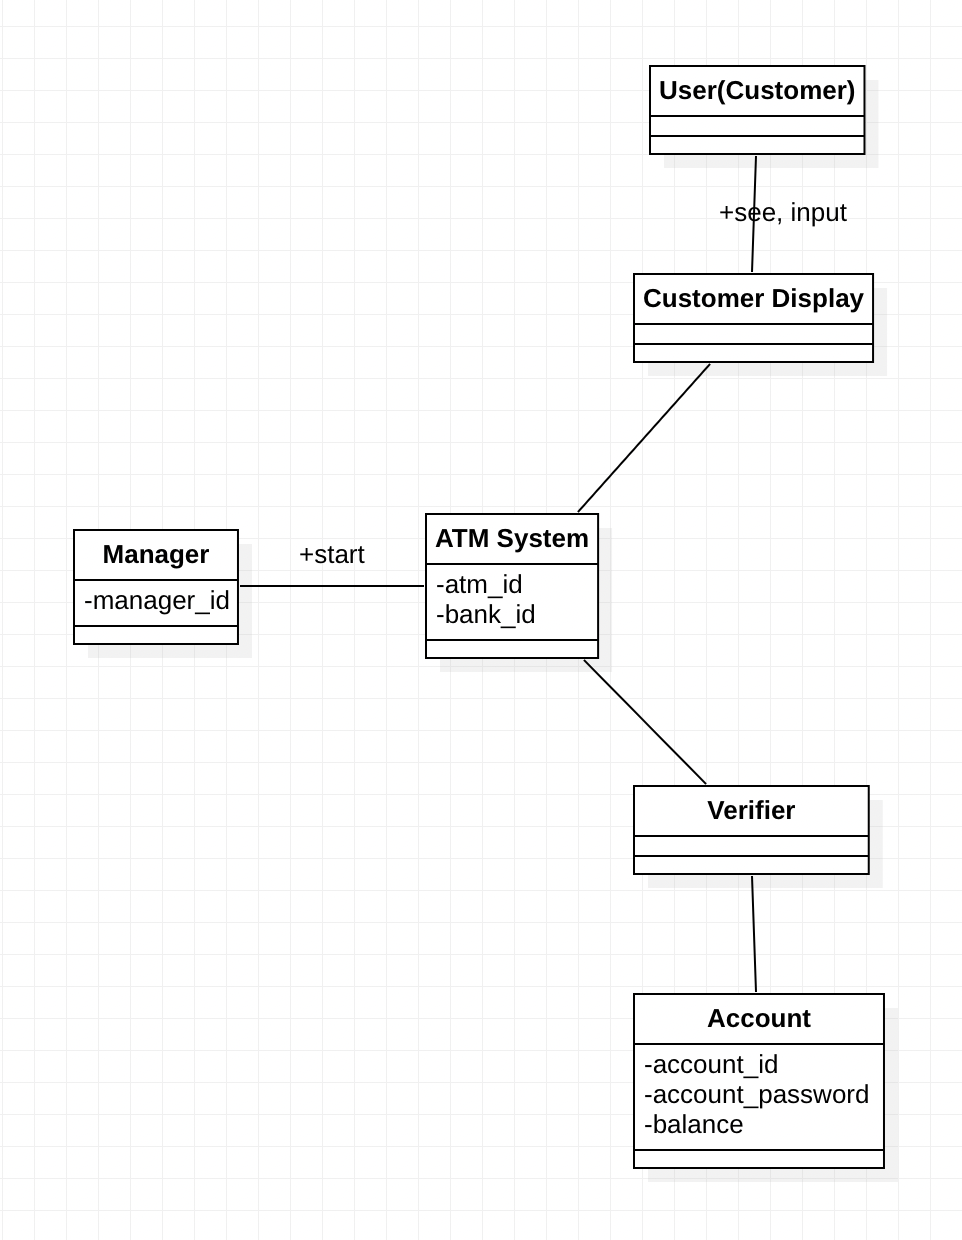 User(Customer)
+see, input
Customer Display
ATM System
-atm_id
-bank_id
Manager
-manager_id
+start
Verifier
Account
-account_id
-account_password
-balance